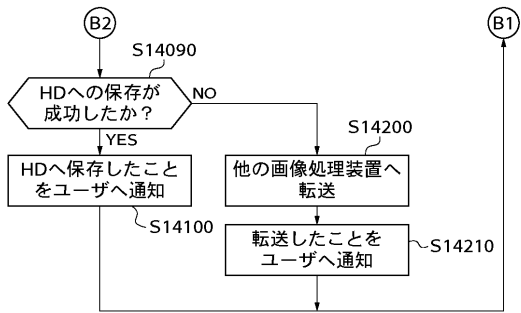 B2
B1
S14090
HDへの保存が
成功したか？
NO
YES
S14200
HDへ保存したこと
をユーザへ通知
他の画像処理装置へ
転送
S14100
転送したことを
ユーザへ通知
S14210